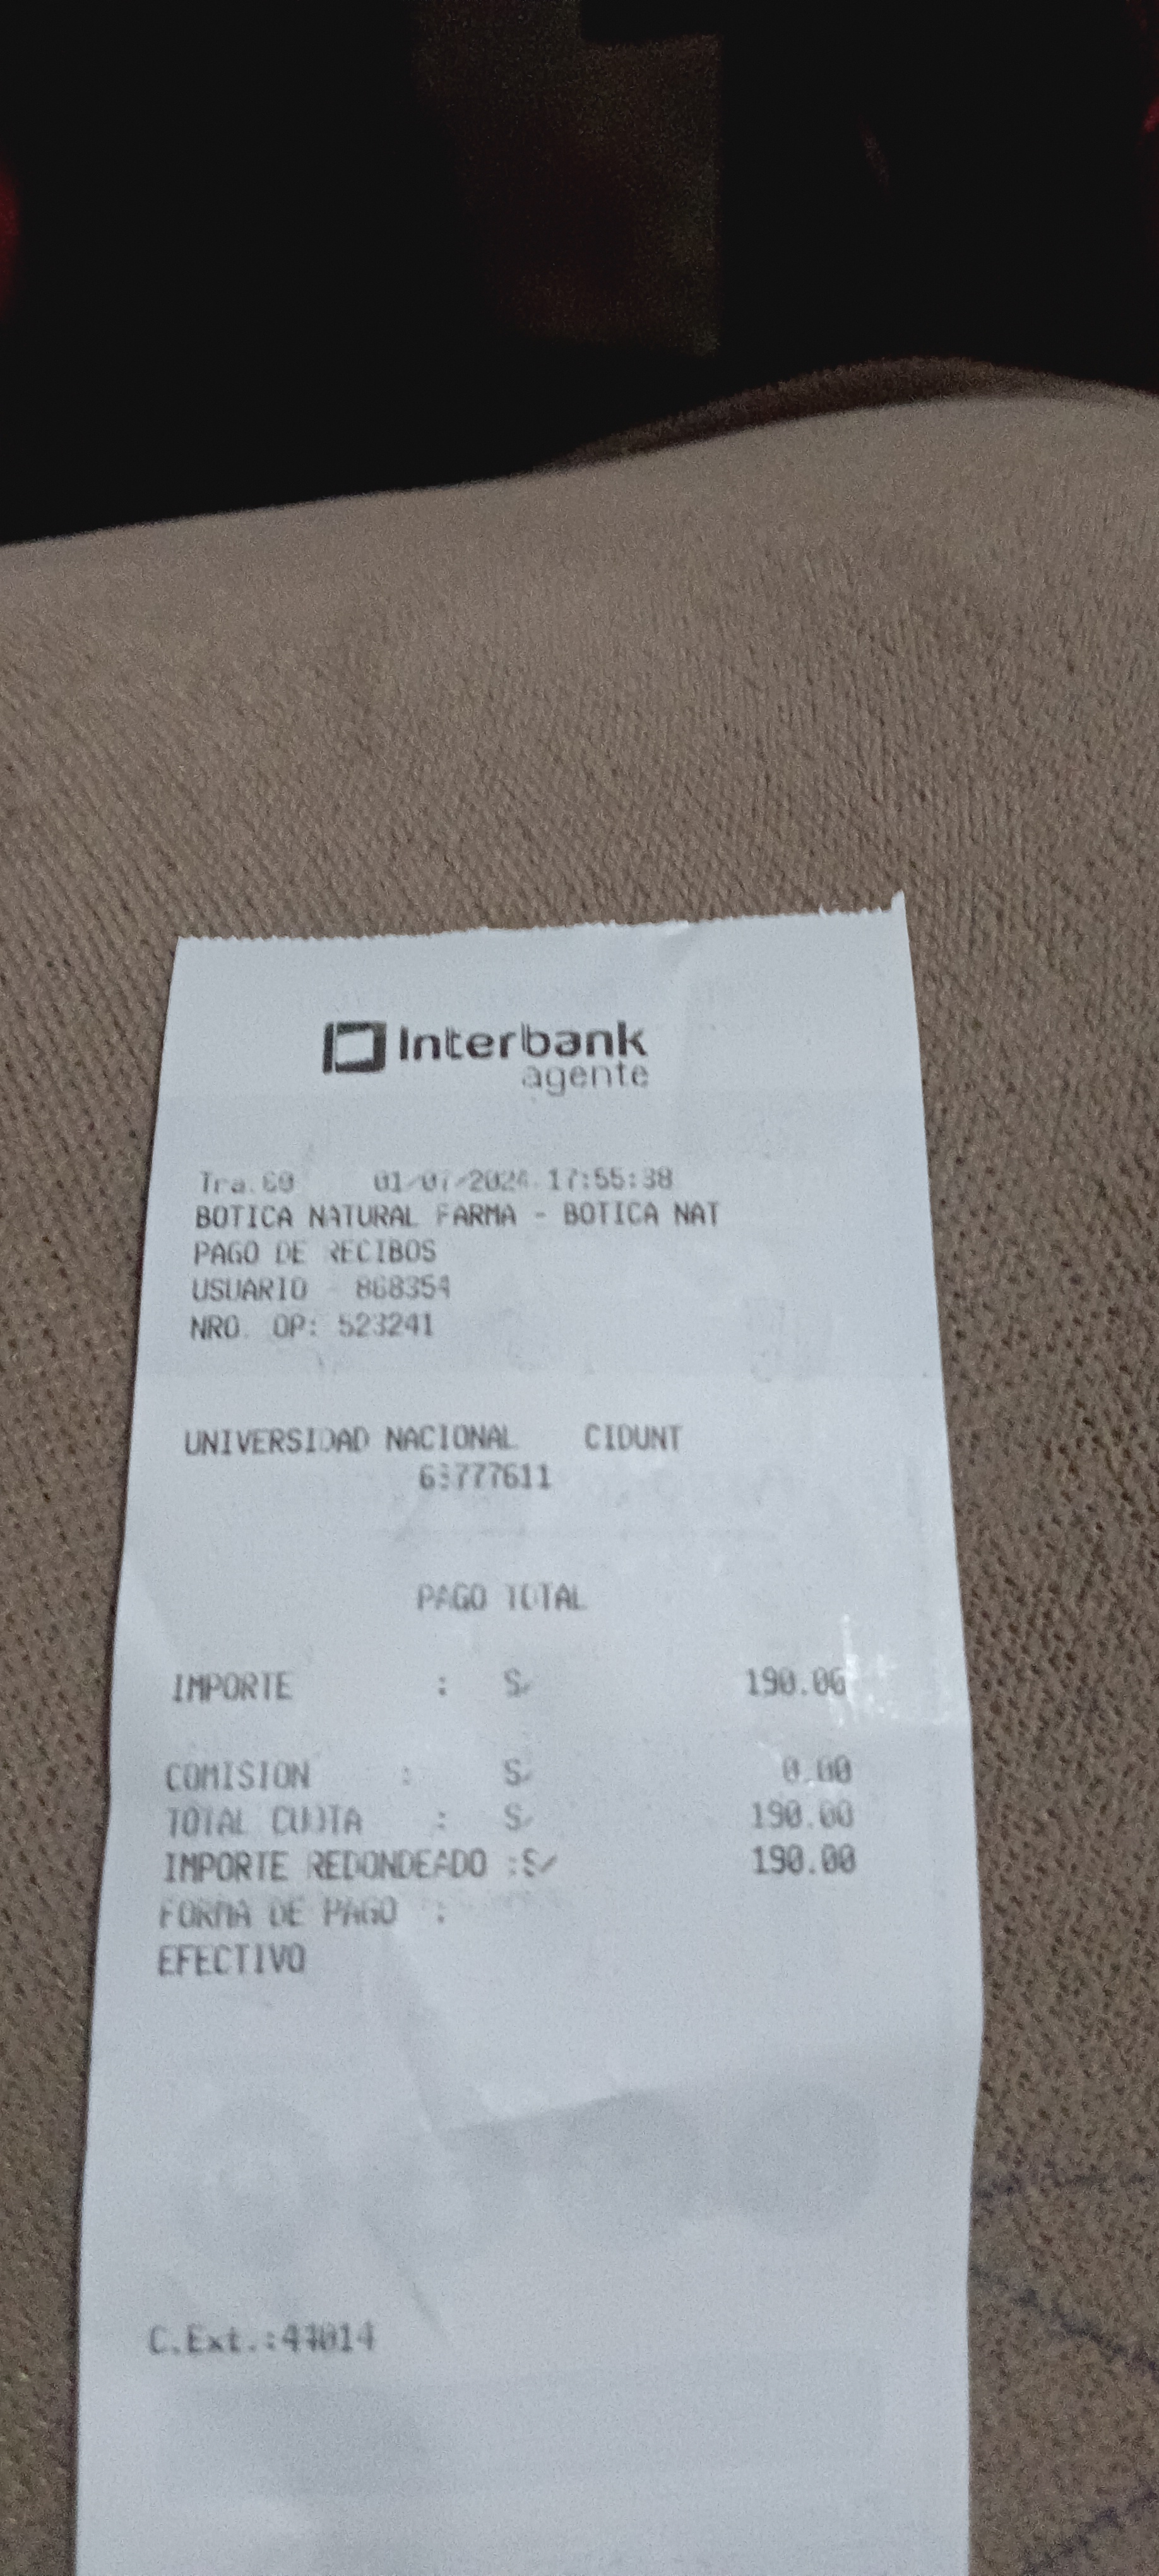 Interbank
agente
Tra.60 01/07/2024 17:55:38
BOTICA NATURAL FARMA - BOTICA NAT
PAGO DE RECIBOS
USUARIO - 868354
NRO. OP: 523241
UNIVERSIDAD NACIONAL CIDUNT
63777611
PAGO TOTAL
IMPORTE : S/ 190.00
COMISION : S/ 0.00
TOTAL CUOTA : S/ 190.00
IMPORTE REDONDEADO :S/ 190.00
FORMA DE PAGO :
EFECTIVO
C.Ext.: